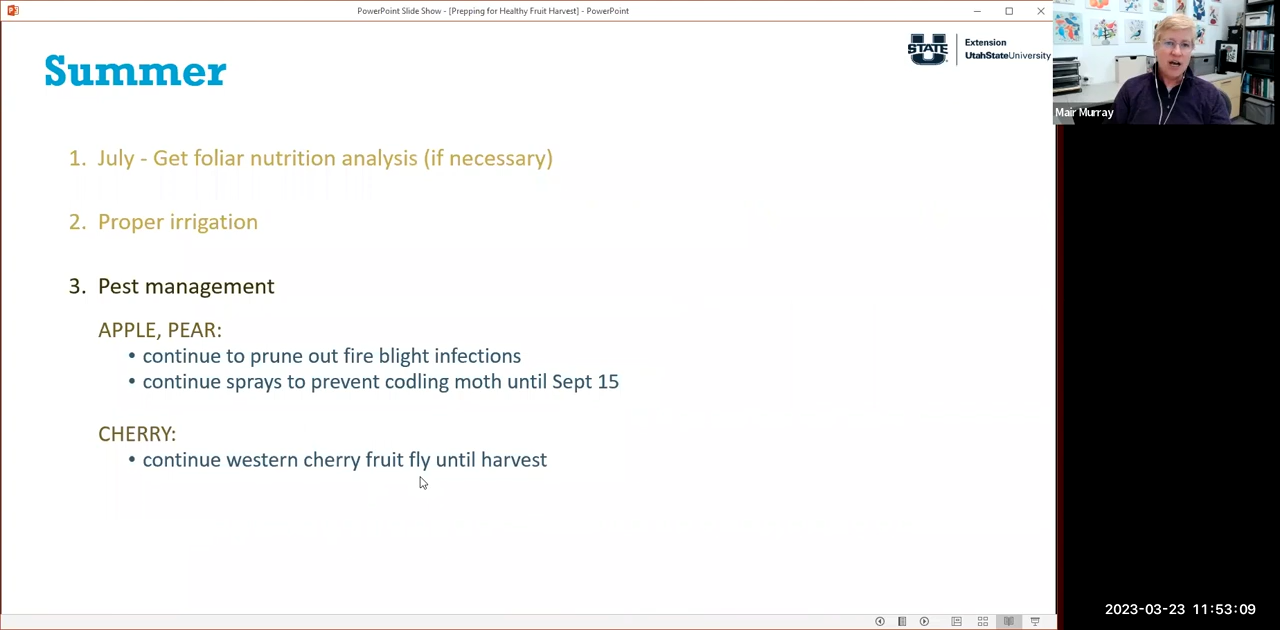 PowerPoint Slide Show - [Prepping for Healthy Fruit Harvest] - PowerPoint
Summer
STATE
Extension
UtahStateUniversity
Mair Murray
1. July - Get foliar nutrition analysis (if necessary)
2. Proper irrigation
3. Pest management
APPLE, PEAR:
• continue to prune out fire blight infections
• continue sprays to prevent codling moth until Sept 15
CHERRY:
• continue western cherry fruit fly until harvest
2023-03-23 11:53:09